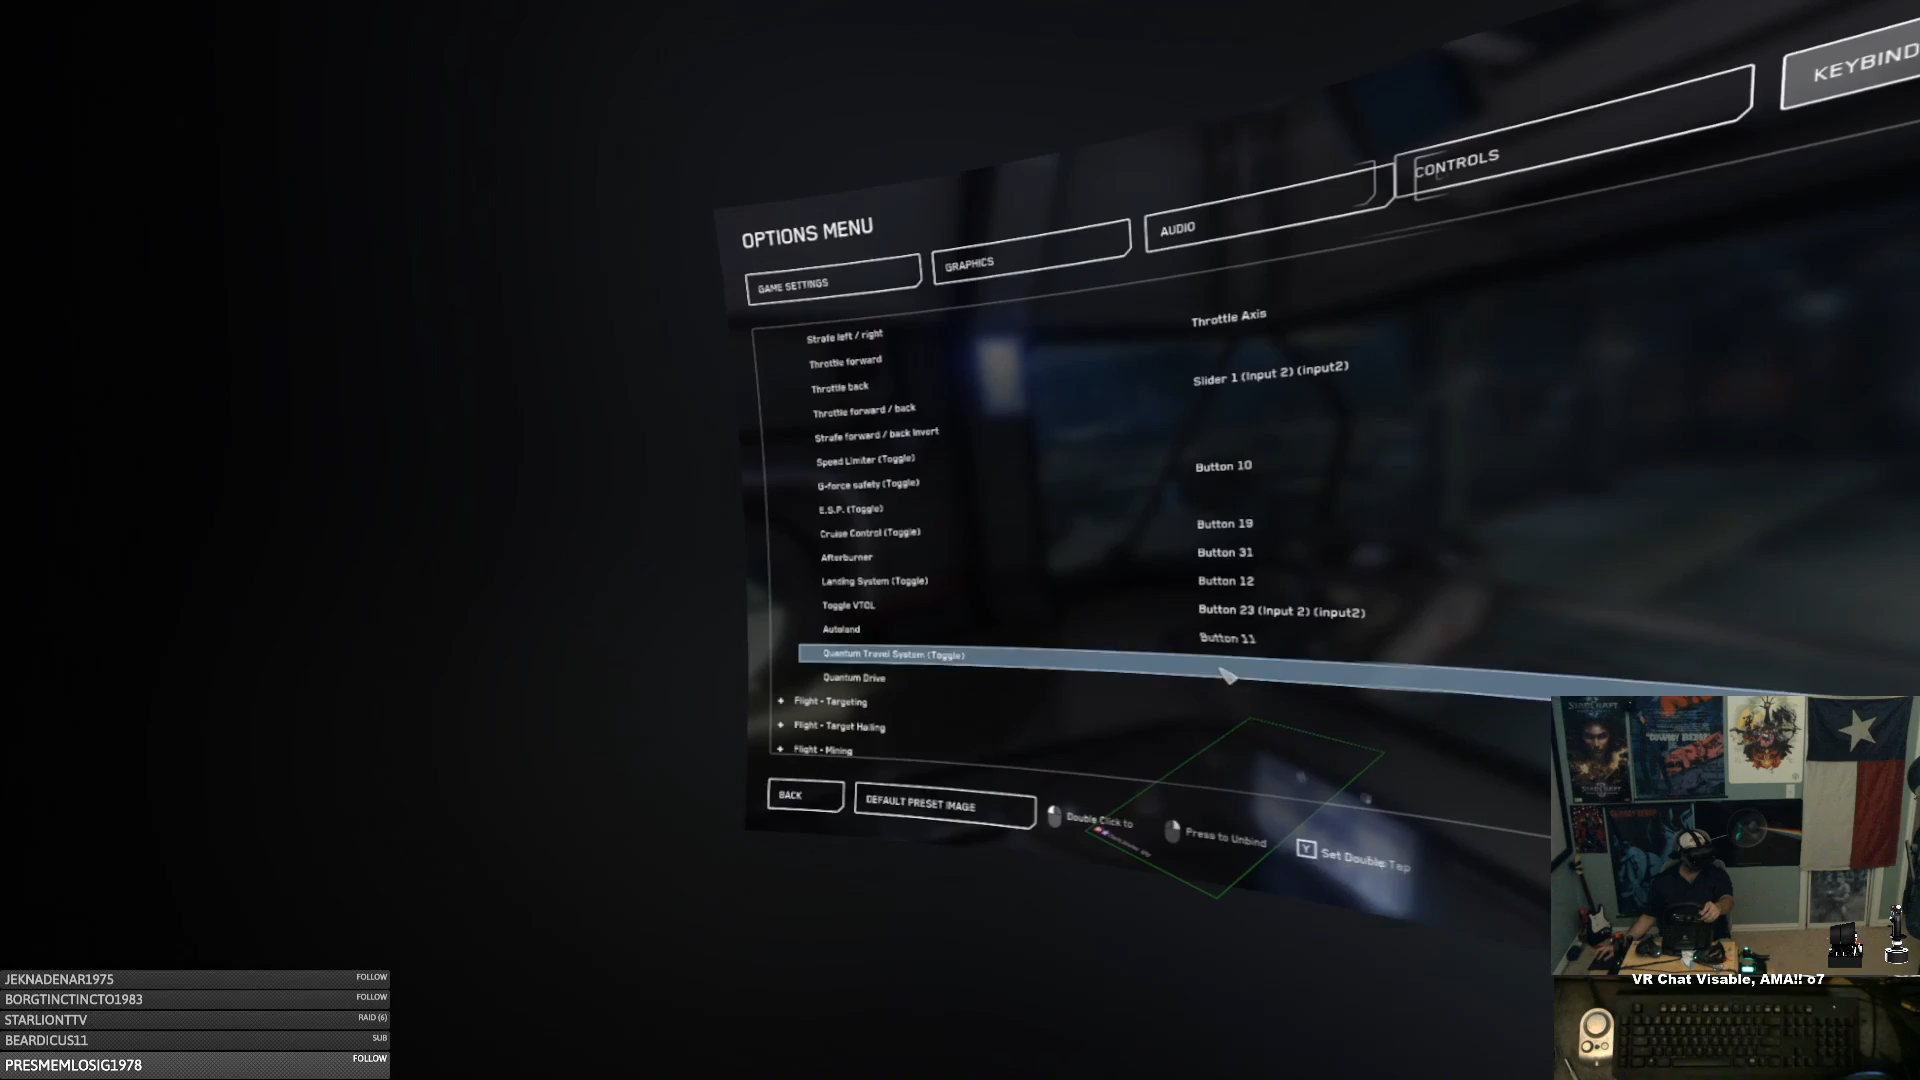 KEYBIND
CONTROLS
AUDIO
OPTIONS MENU
GRAPHICS
GAME SETTINGS
Strafe left / right
Throttle Axis
Throttle forward
Throttle back
Slider 1 (Input 2) (input2)
Throttle forward / back
Strafe forward / back Invert
Speed Limiter (Toggle)
Button 10
G-force safety (Toggle)
E.S.P. (Toggle)
Button 19
Cruise Control (Toggle)
Button 31
Afterburner
Landing System (Toggle)
Button 12
Toggle VTOL
Button 23 (Input 2) (input2)
Autoland
Button 11
Quantum Travel System (Toggle)
Quantum Drive
+ Flight - Targeting
+ Flight - Target Hailing
+ Flight - Mining
BACK
DEFAULT PRESET IMAGE
Double Click to
Press to Unbind
Y Set Double Tap
STARCRAFT
COWBOY BEBOP
VR Chat Visable, AMA!! o7
JEKNADENAR1975 FOLLOW
BORGTINCTINCTO1983 FOLLOW
STARLIONTTV RAID (6)
BEARDICUS11 SUB
PRESMEMLOSIG1978 FOLLOW